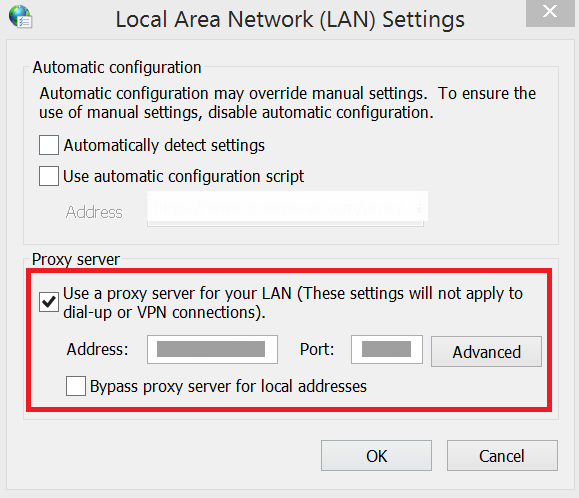 Local Area Network (LAN) Settings
Automatic configuration
Automatic configuration may override manual settings.  To ensure the
use of manual settings, disable automatic configuration.
Automatically detect settings
Use automatic configuration script
Address
Proxy server
Use a proxy server for your LAN (These settings will not apply to
dial-up or VPN connections).
Address:
Port:
Advanced
Bypass proxy server for local addresses
OK
Cancel